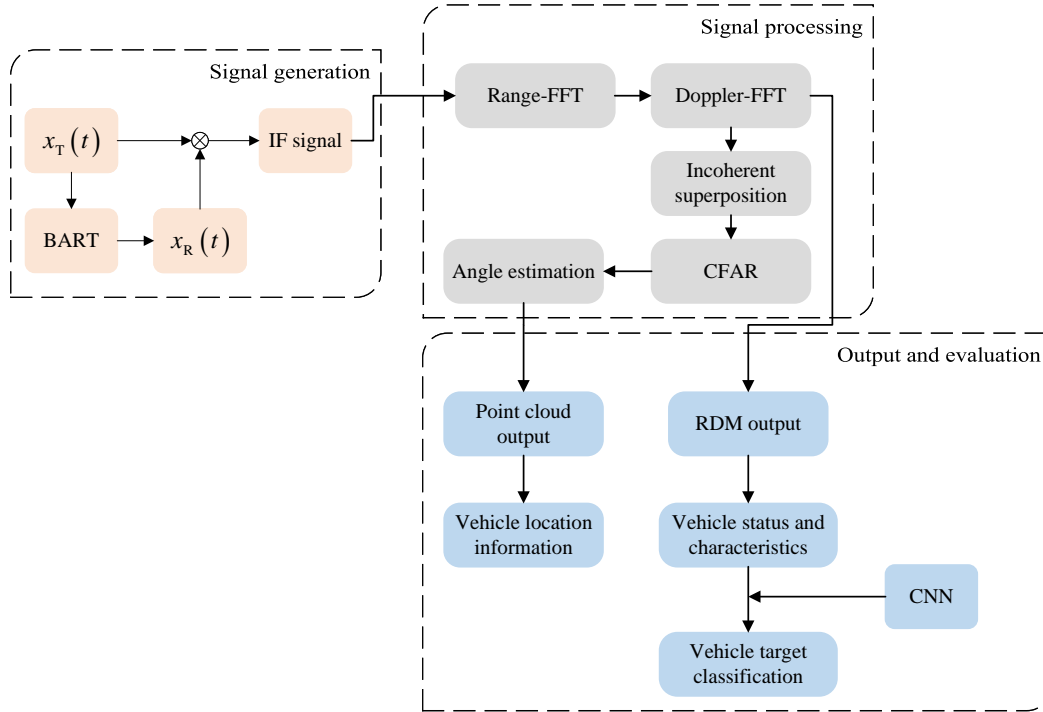 Signal generation
x_T(t)
IF signal
BART
x_R(t)
Signal processing
Range-FFT
Doppler-FFT
Incoherent
superposition
Angle estimation
CFAR
Output and evaluation
Point cloud
output
RDM output
Vehicle location
information
Vehicle status and
characteristics
CNN
Vehicle target
classification